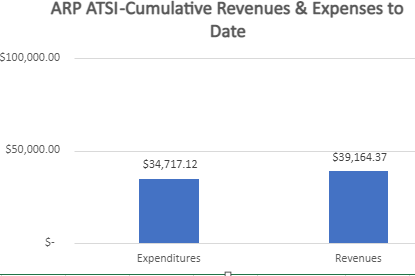 ARP ATSI-Cumulative Revenues & Expenses to
Date
$100,000.00
$50,000.00
$-
$34,717.12
$39,164.37
Expenditures
Revenues